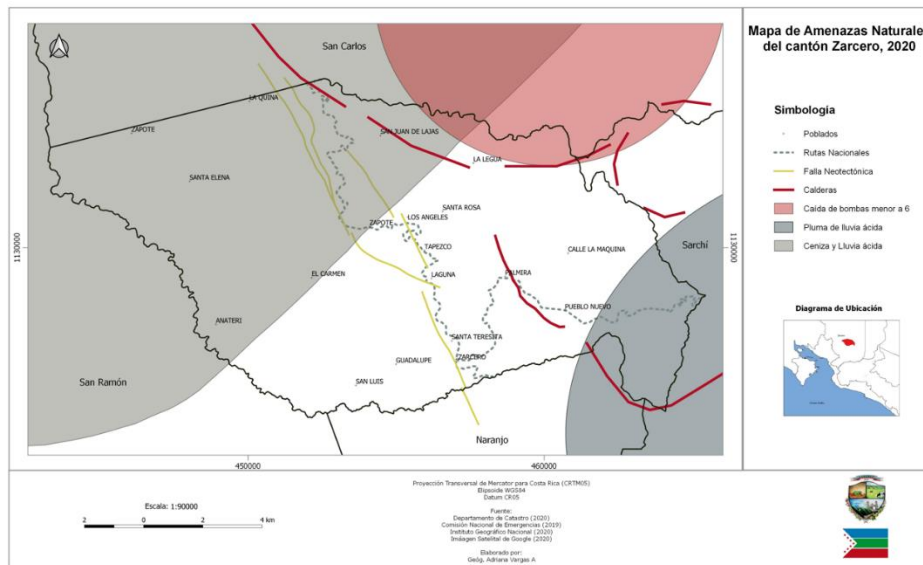 Mapa de Amenazas Naturale
del cantón Zarcero, 2020
Simbología
Poblados
Rutas Nacionales
Falla Neotectónica
Calderas
Caída de bombas menor a 6
Pluma de lluvia ácida
Ceniza y Lluvia ácida
Diagrama de Ubicación
San Carlos
LA QUINA
ZAPOTE
SAN JUAN DE LAJAS
LA LEGUA
SANTA ELENA
SANTA ROSA
ZAPOTE
LOS ANGELES
TAPEZCO
CALLE LA MAQUINA
Sarchí
1130000
1130000
EL CARMEN
LAGUNA
PALMIRA
PUEBLO NUEVO
ANATERI
SANTA TERESITA
GUADALUPE
ZARCERO
San Ramón
SAN LUIS
Naranjo
450000
460000
Escala: 1:90000
2 0 2 4 km
Proyección Transversal de Mercator para Costa Rica (CRTM05)
Elipsoide WGS84
Datum CR05
Fuente:
Departamento de Catastro (2020)
Comisión Nacional de Emergencias (2019)
Instituto Geográfico Nacional (2020)
Imáagen Satelital de Google (2020)
Elaborado por:
Geóg. Adriana Vargas A